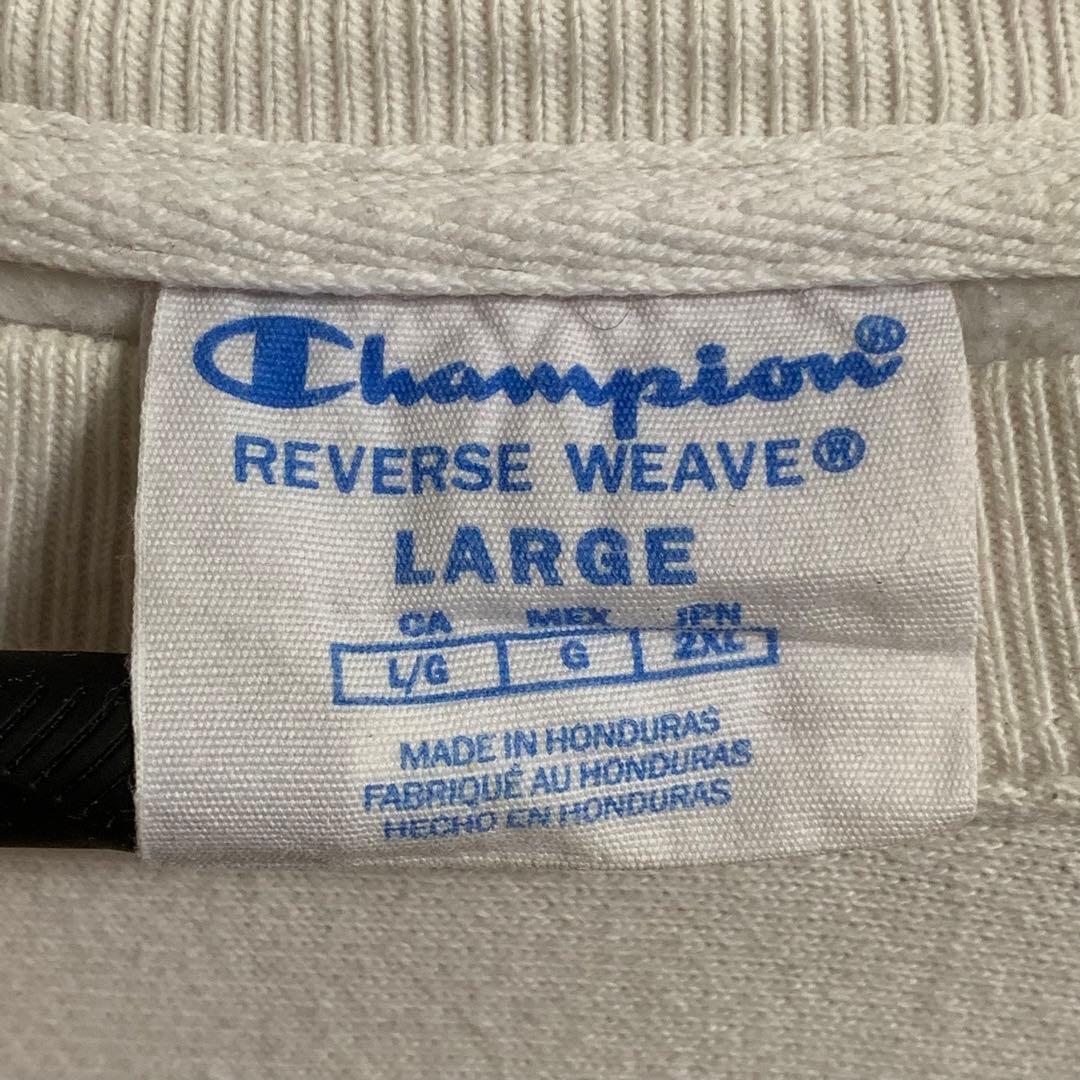 Champion®
REVERSE WEAVE®
LARGE
CA MEX JPN
L/G G 2XL
MADE IN HONDURAS
FABRIQUÉ AU HONDURAS
HECHO EN HONDURAS